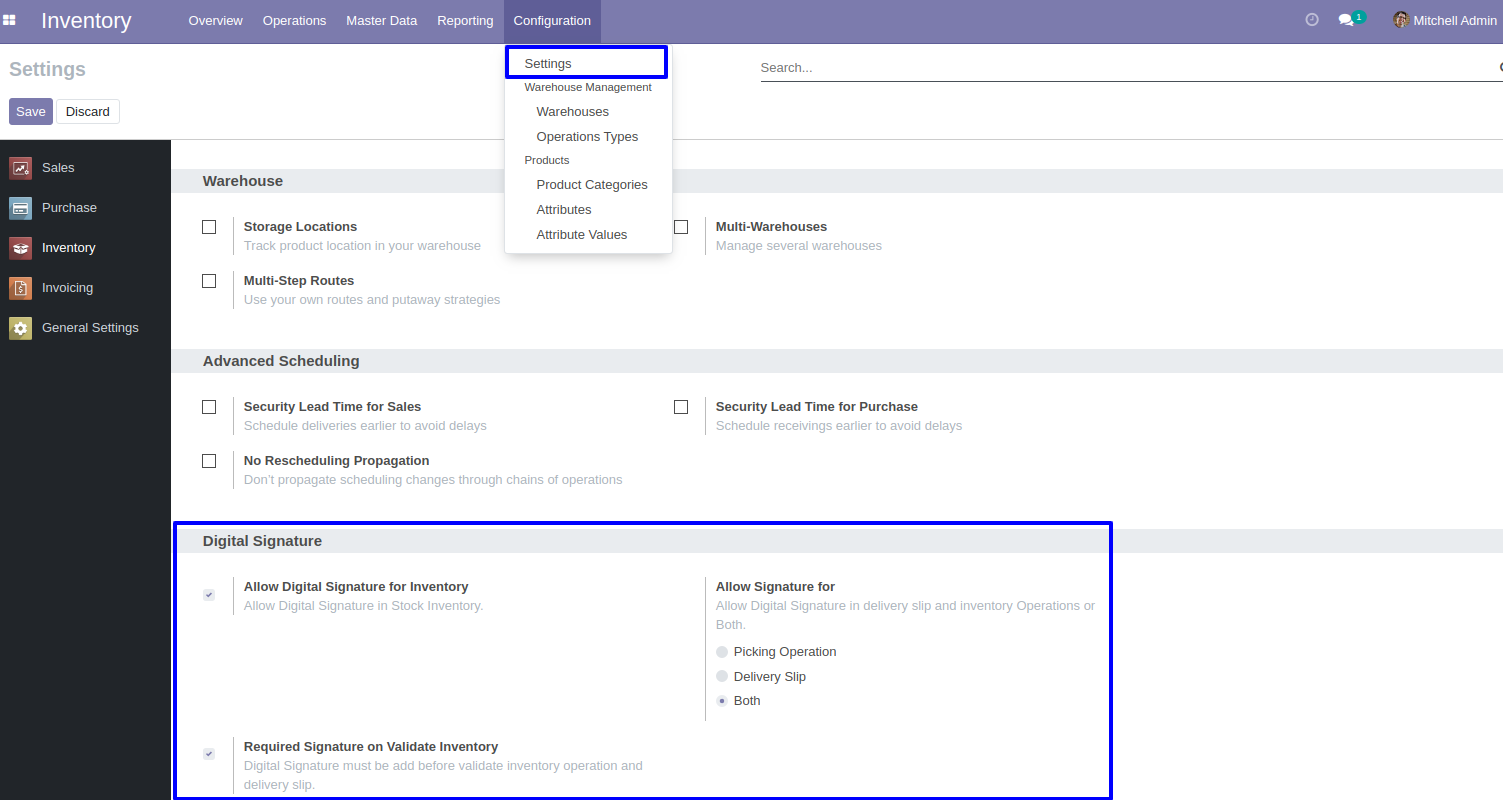 Inventory
Overview
Operations
Master Data
Reporting
Configuration
1
Mitchell Admin
Settings
Search...
Save
Discard
Settings
Warehouse Management
Warehouses
Operations Types
Products
Product Categories
Attributes
Attribute Values
Sales
Purchase
Inventory
Invoicing
General Settings
Warehouse
Storage Locations
Track product location in your warehouse
Multi-Warehouses
Manage several warehouses
Multi-Step Routes
Use your own routes and putaway strategies
Advanced Scheduling
Security Lead Time for Sales
Schedule deliveries earlier to avoid delays
Security Lead Time for Purchase
Schedule receivings earlier to avoid delays
No Rescheduling Propagation
Don't propagate scheduling changes through chains of operations
Digital Signature
Allow Digital Signature for Inventory
Allow Digital Signature in Stock Inventory.
Allow Signature for
Allow Digital Signature in delivery slip and inventory Operations or
Both.
Picking Operation
Delivery Slip
Both
Required Signature on Validate Inventory
Digital Signature must be add before validate inventory operation and
delivery slip.